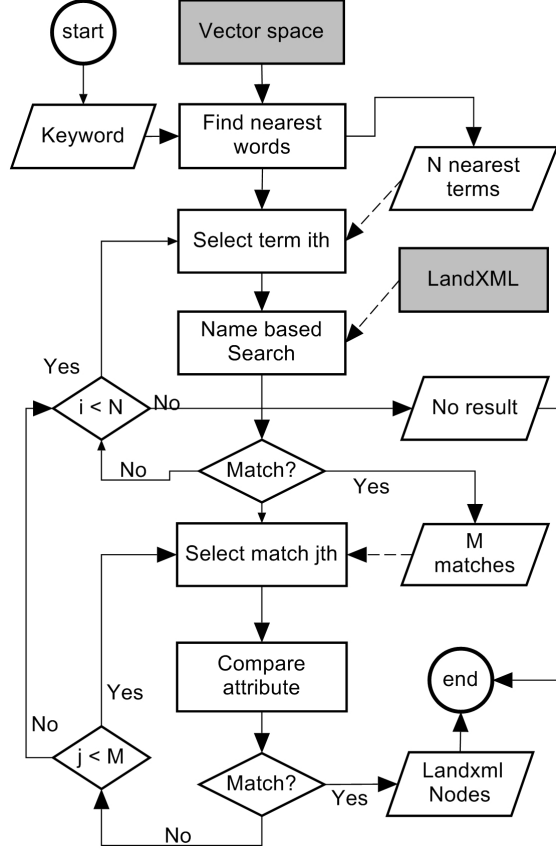 start
Vector space
Keyword
Find nearest
words
N nearest
terms
Select term ith
LandXML
Name based
Search
Yes
i < N
No
No result
No
Match?
Yes
Select match jth
M
matches
Compare
attribute
end
Yes
No
j < M
Match?
Yes
Landxml
Nodes
No